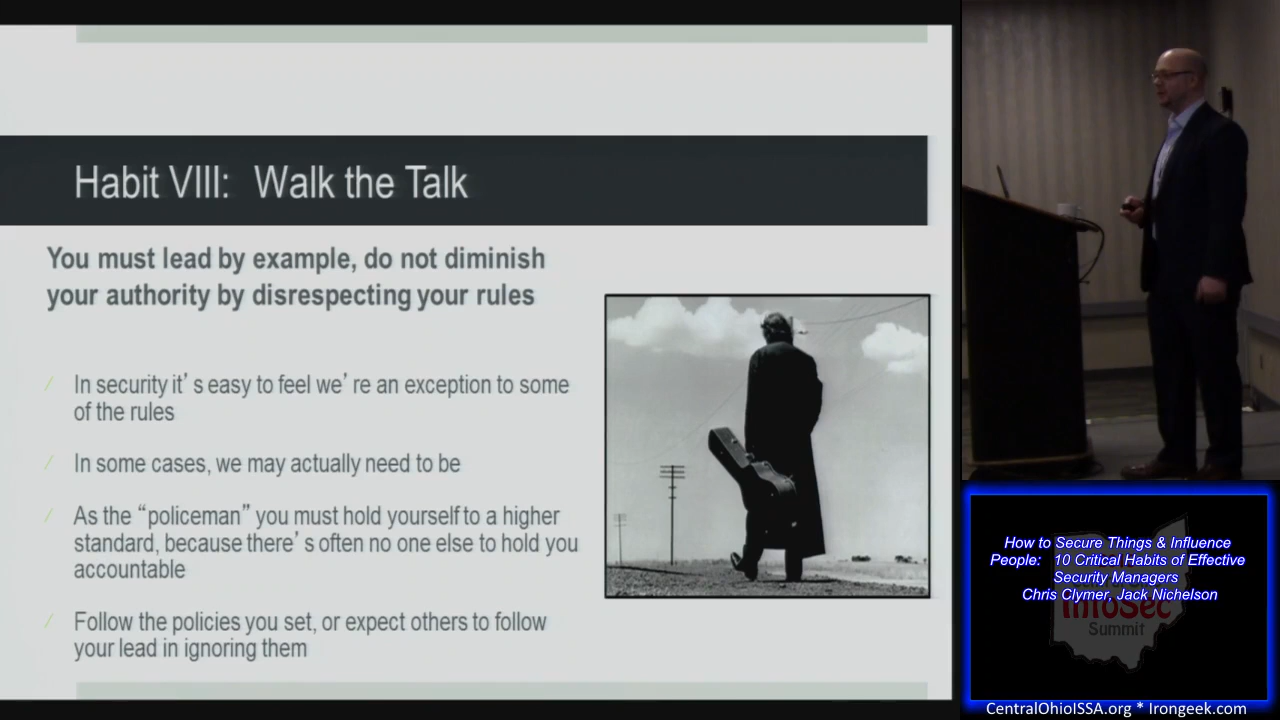 Habit VIII: Walk the Talk
You must lead by example, do not diminish
your authority by disrespecting your rules
In security it’s easy to feel we’re an exception to some
of the rules
In some cases, we may actually need to be
As the “policeman” you must hold yourself to a higher
standard, because there’s often no one else to hold you
accountable
Follow the policies you set, or expect others to follow
your lead in ignoring them
How to Secure Things & Influence
People: 10 Critical Habits of Effective
Security Managers
Chris Clymer, Jack Nichelson
InfoSec
Summit
CentralOhioISSA.org * Irongeek.com